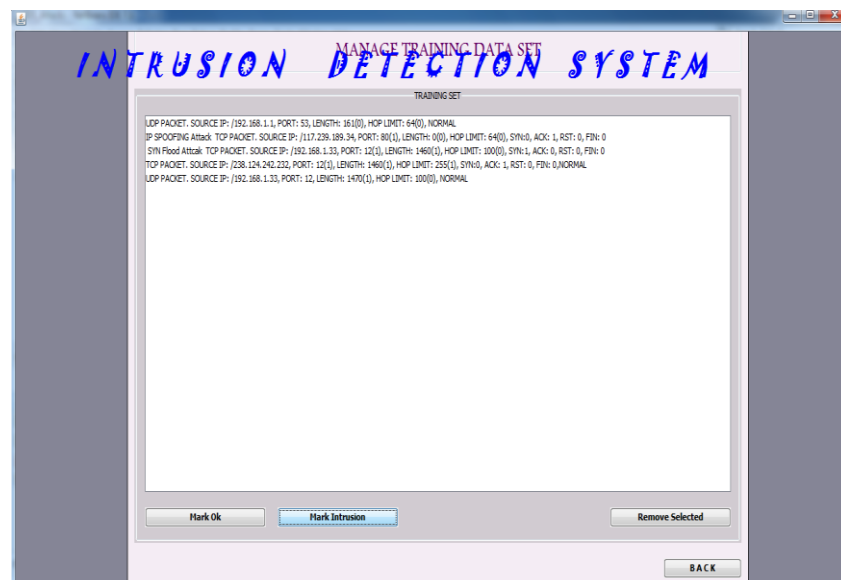 MANAGE TRAINING DATA SET
INTRUSION DETECTION SYSTEM
TRAINING SET
UDP PACKET. SOURCE IP: /192.168.1.1, PORT: 53, LENGTH: 161(0), HOP LIMIT: 64(0), NORMAL
IP SPOOFING Attack TCP PACKET. SOURCE IP: /117.239.189.34, PORT: 80(1), LENGTH: 0(0), HOP LIMIT: 64(0), SYN:0, ACK: 1, RST: 0, FIN: 0
SYN Flood Attcak TCP PACKET. SOURCE IP: /192.168.1.33, PORT: 12(1), LENGTH: 1460(1), HOP LIMIT: 100(0), SYN:1, ACK: 0, RST: 0, FIN: 0
TCP PACKET. SOURCE IP: /238.124.242.232, PORT: 12(1), LENGTH: 1460(1), HOP LIMIT: 255(1), SYN:0, ACK: 1, RST: 0, FIN: 0,NORMAL
UDP PACKET. SOURCE IP: /192.168.1.33, PORT: 12, LENGTH: 1470(1), HOP LIMIT: 100(0), NORMAL
Mark Ok
Mark Intrusion
Remove Selected
BACK